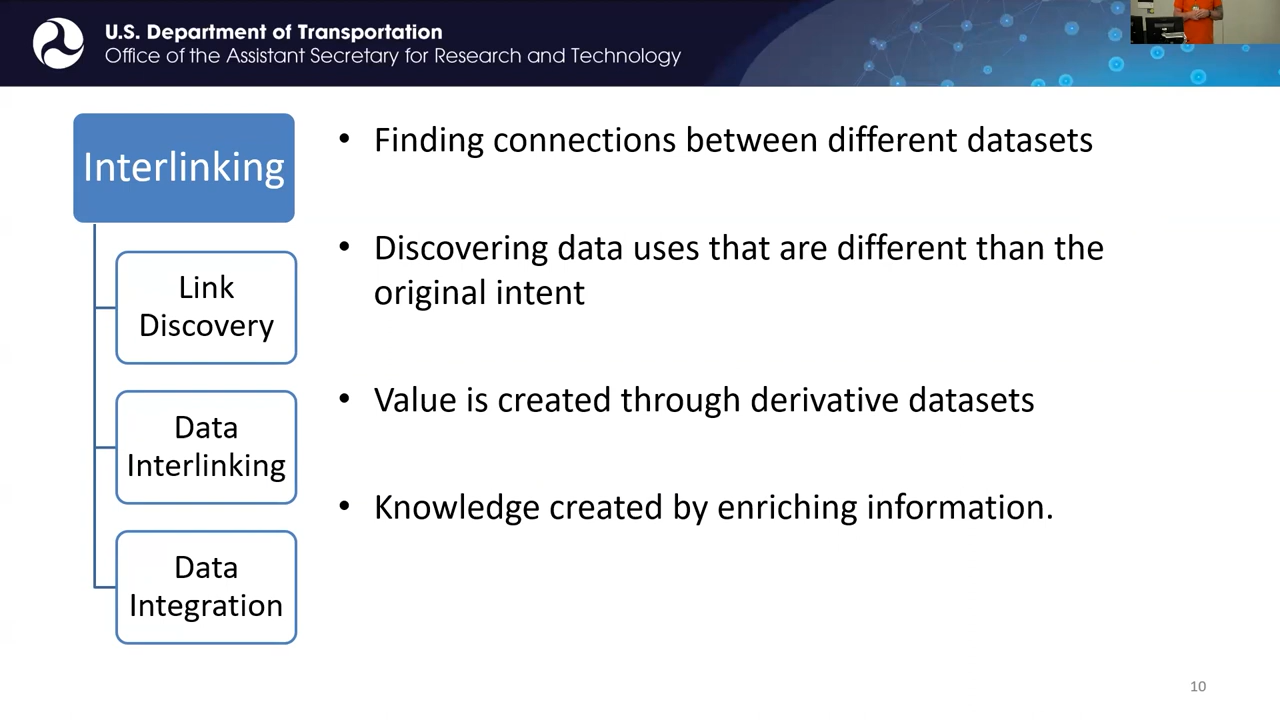 U.S. Department of Transportation
Office of the Assistant Secretary for Research and Technology
Interlinking
Link
Discovery
Data
Interlinking
Data
Integration
• Finding connections between different datasets
• Discovering data uses that are different than the
original intent
• Value is created through derivative datasets
• Knowledge created by enriching information.
10